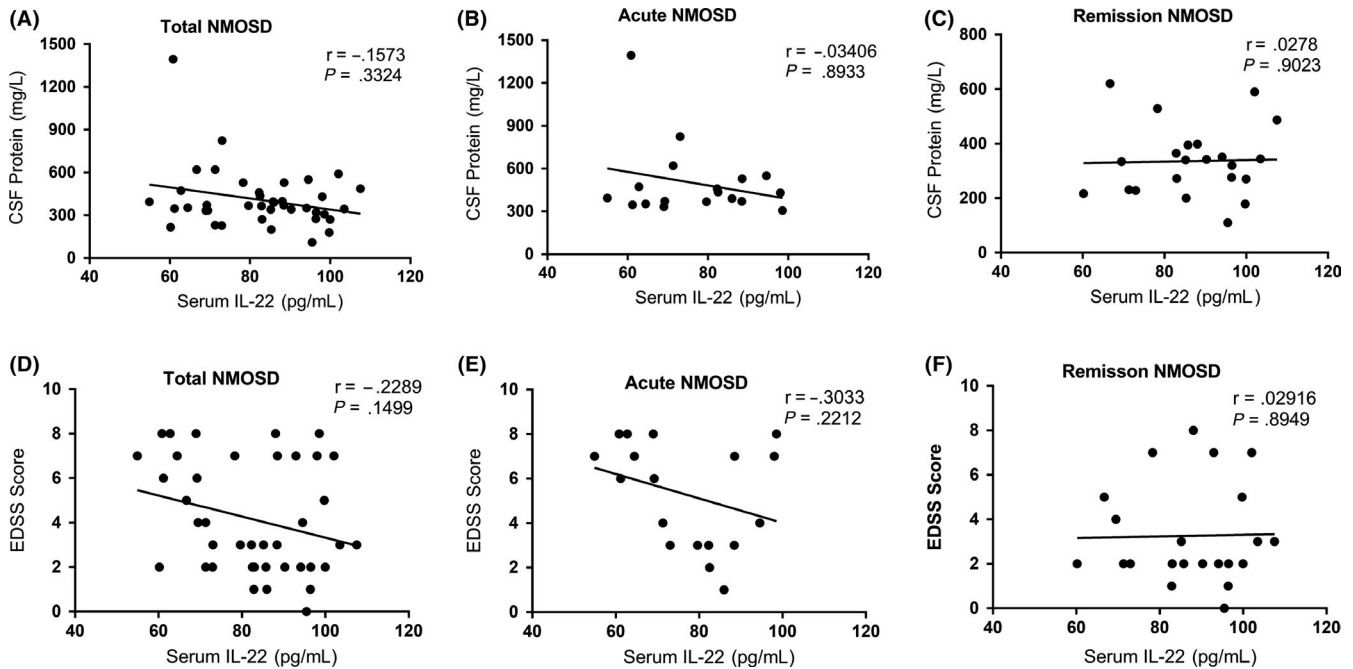 (A)
Total NMOSD
r = –.1573
P = .3324
CSF Protein (mg/L)
1500
1200
900
600
300
0
40 60 80 100 120
Serum IL-22 (pg/mL)
(B)
Acute NMOSD
r = –.03406
P = .8933
CSF Protein (mg/L)
1500
1200
900
600
300
0
40 60 80 100 120
Serum IL-22 (pg/mL)
(C)
Remission NMOSD
r = .0278
P = .9023
CSF Protein (mg/L)
800
600
400
200
0
40 60 80 100 120
Serum IL-22 (pg/mL)
(D)
Total NMOSD
r = –.2289
P = .1499
EDSS Score
10
8
6
4
2
0
40 60 80 100 120
Serum IL-22 (pg/mL)
(E)
Acute NMOSD
r = –.3033
P = .2212
EDSS Score
10
8
6
4
2
0
40 60 80 100 120
Serum IL-22 (pg/mL)
(F)
Remisson NMOSD
r = .02916
P = .8949
EDSS Score
10
8
6
4
2
0
40 60 80 100 120
Serum IL-22 (pg/mL)